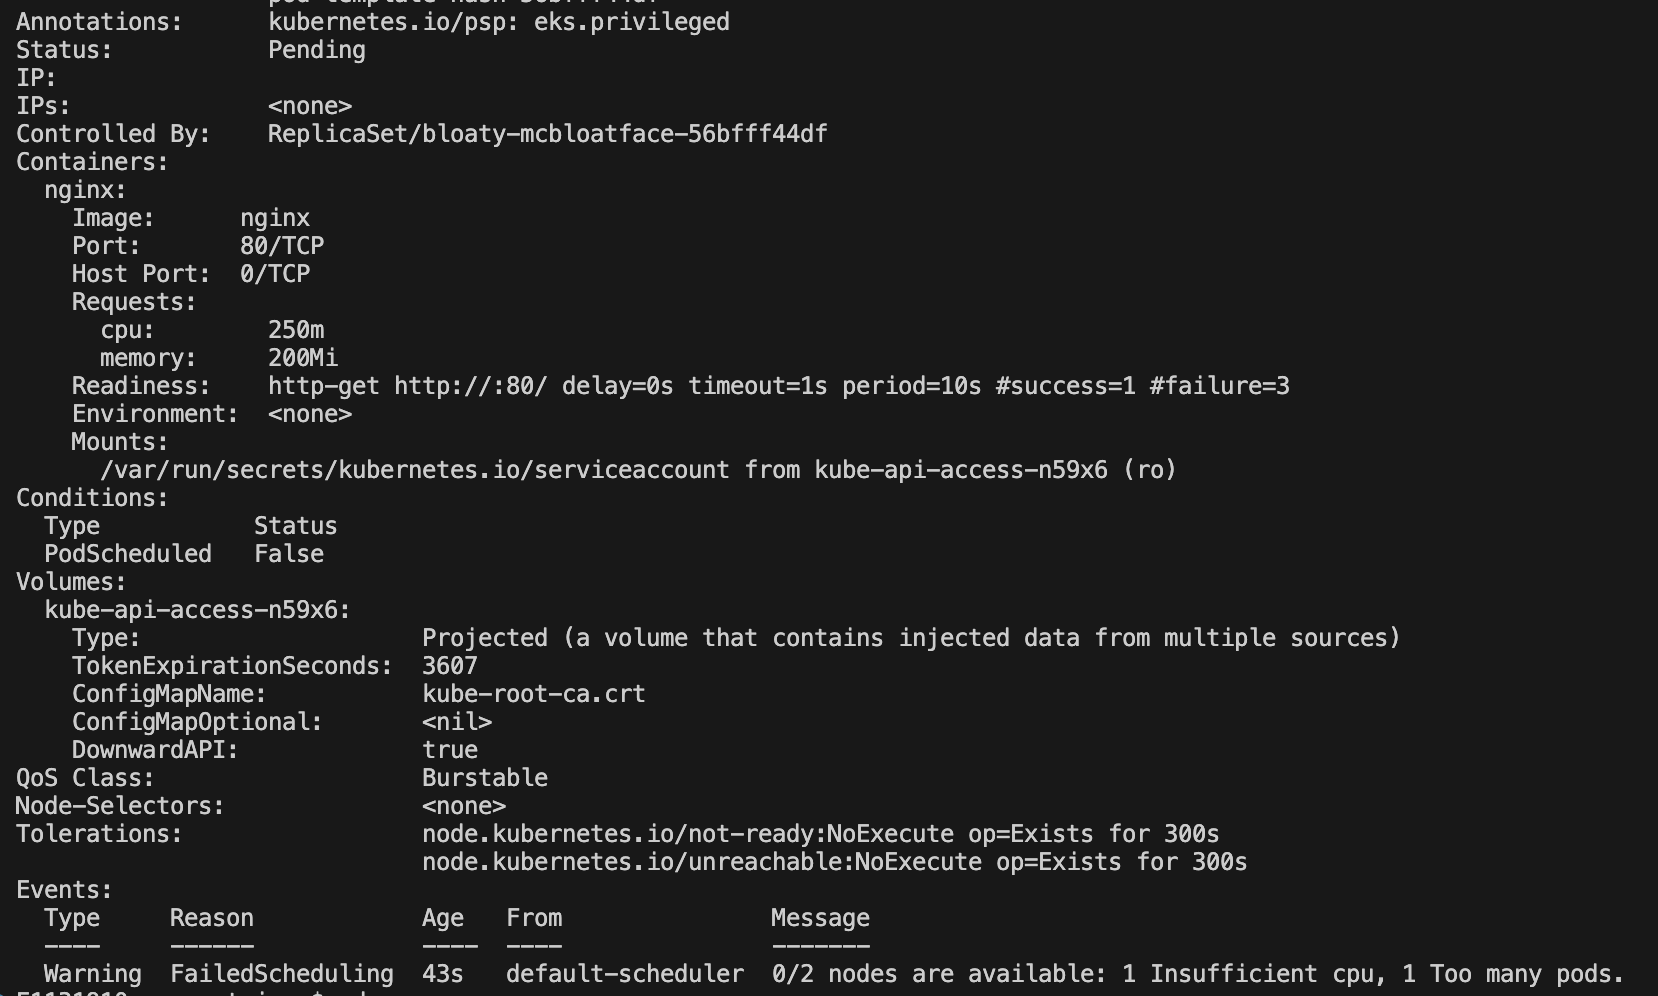 Annotations:      kubernetes.io/psp: eks.privileged
Status:           Pending
IP:
IPs:              <none>
Controlled By:    ReplicaSet/bloaty-mcbloatface-56bfff44df
Containers:
  nginx:
    Image:      nginx
    Port:       80/TCP
    Host Port:  0/TCP
    Requests:
      cpu:        250m
      memory:     200Mi
    Readiness:    http-get http://:80/ delay=0s timeout=1s period=10s #success=1 #failure=3
    Environment:  <none>
    Mounts:
      /var/run/secrets/kubernetes.io/serviceaccount from kube-api-access-n59x6 (ro)
Conditions:
  Type           Status
  PodScheduled   False
Volumes:
  kube-api-access-n59x6:
    Type:                    Projected (a volume that contains injected data from multiple sources)
    TokenExpirationSeconds:  3607
    ConfigMapName:           kube-root-ca.crt
    ConfigMapOptional:       <nil>
    DownwardAPI:             true
QoS Class:                   Burstable
Node-Selectors:              <none>
Tolerations:                 node.kubernetes.io/not-ready:NoExecute op=Exists for 300s
                             node.kubernetes.io/unreachable:NoExecute op=Exists for 300s
Events:
  Type     Reason            Age   From               Message
  ----     ------            ----  ----               -------
  Warning  FailedScheduling  43s   default-scheduler  0/2 nodes are available: 1 Insufficient cpu, 1 Too many pods.